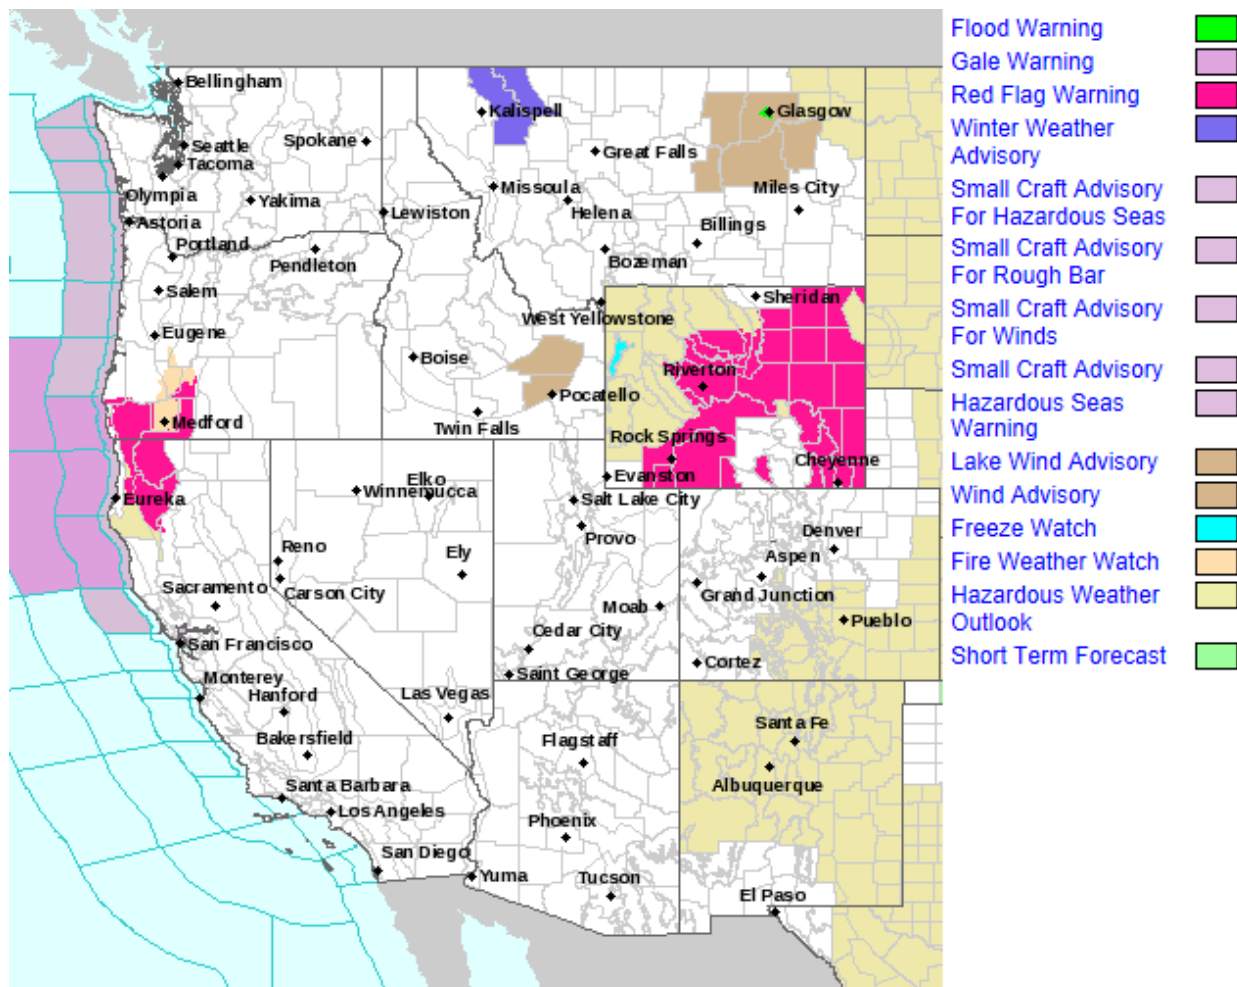 Bellingham
Seattle
Tacoma
Olympia
Spokane
Yakima
Astoria
Portland
Lewiston
Pendleton
Salem
Eugene
Medford
Kalispell
Great Falls
Glasgow
Missoula
Helena
Miles City
Billings
Bozeman
West Yellowstone
Sheridan
Boise
Pocatello
Twin Falls
Riverton
Rock Springs
Cheyenne
Evanston
Eureka
Elko
Winnemucca
Salt Lake City
Provo
Reno
Ely
Carson City
Sacramento
San Francisco
Denver
Aspen
Grand Junction
Moab
Pueblo
Cedar City
Saint George
Cortez
Monterey
Hanford
Las Vegas
Bakersfield
Santa Barbara
Los Angeles
San Diego
Flagstaff
Santa Fe
Albuquerque
Phoenix
Yuma
Tucson
El Paso
Flood Warning
Gale Warning
Red Flag Warning
Winter Weather
Advisory
Small Craft Advisory
For Hazardous Seas
Small Craft Advisory
For Rough Bar
Small Craft Advisory
For Winds
Small Craft Advisory
Hazardous Seas
Warning
Lake Wind Advisory
Wind Advisory
Freeze Watch
Fire Weather Watch
Hazardous Weather
Outlook
Short Term Forecast